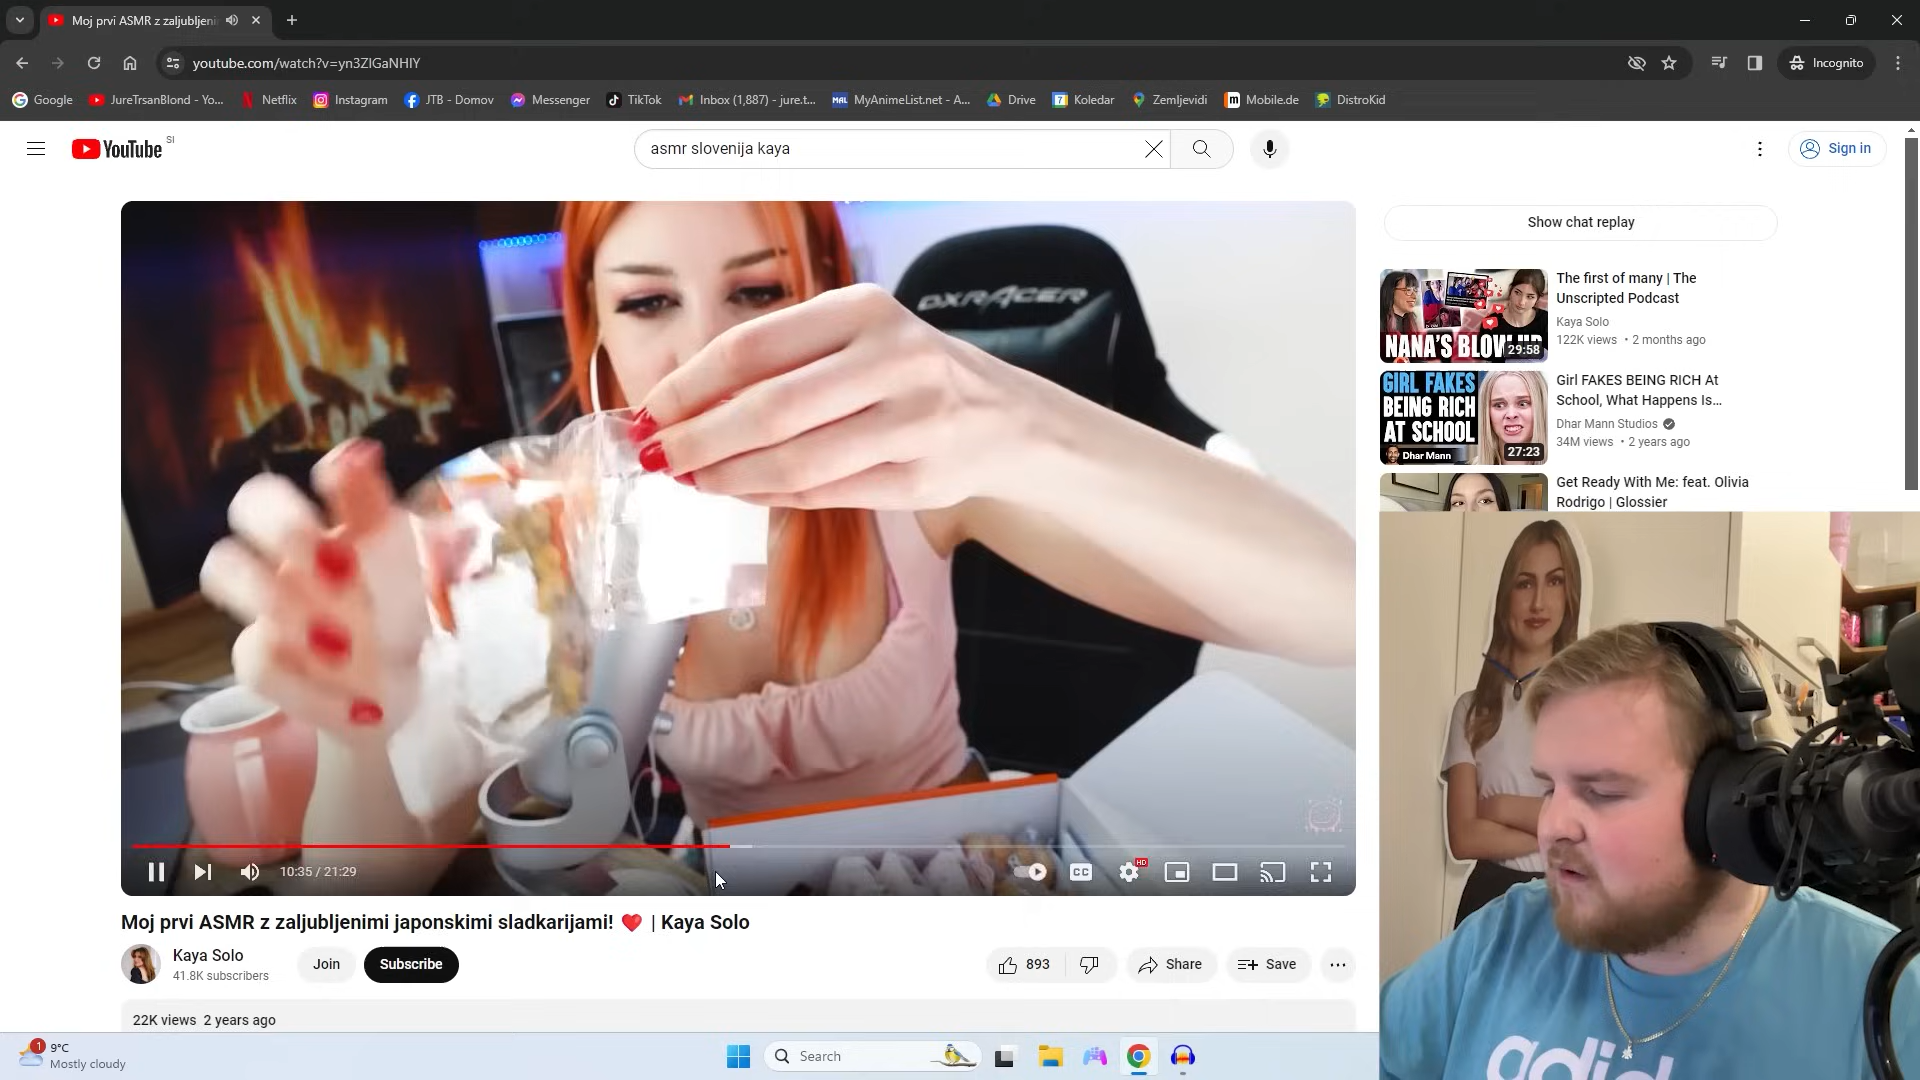 Moj prvi ASMR z zaljubljeni
youtube.com/watch?v=yn3ZIGaNHIY
Incognito
Google
JureTrsanBlond - Yo...
Netflix
Instagram
JTB - Domov
Messenger
TikTok
Inbox (1,887) - jure.t...
MyAnimeList.net - A...
Drive
Koledar
Zemljevidi
Mobile.de
DistroKid
YouTube SI
asmr slovenija kaya
Sign in
DXRACER
10:35 / 21:29
CC
HD
Show chat replay
NANA'S
29:58
The first of many | The
Unscripted Podcast
Kaya Solo
122K views • 2 months ago
GIRL FAKES
BEING RICH
AT SCHOOL
Dhar Mann
27:23
Girl FAKES BEING RICH At
School, What Happens Is...
Dhar Mann Studios
34M views • 2 years ago
Get Ready With Me: feat. Olivia
Rodrigo | Glossier
Moj prvi ASMR z zaljubljenimi japonskimi sladkarijami! ❤️ | Kaya Solo
Kaya Solo
41.8K subscribers
Join
Subscribe
893
Share
Save
22K views 2 years ago
1
9°C
Mostly cloudy
Search